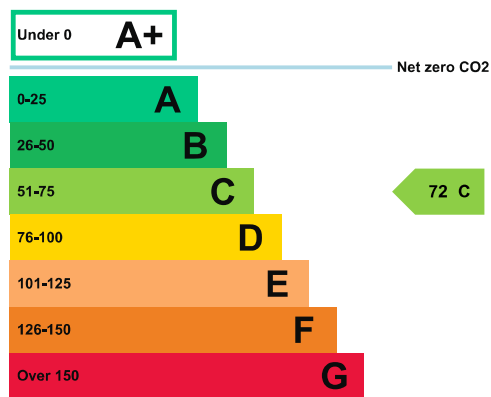 Under 0 A+
Net zero CO2
0-25 A
26-50 B
51-75 C
72 C
76-100 D
101-125 E
126-150 F
Over 150 G